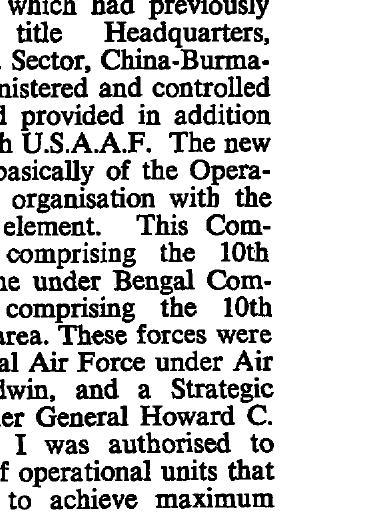 which had previously
title Headquarters,
Sector, China-Burma-
nistered and controlled
provided in addition
h U.S.A.A.F. The new
basically of the Opera-
organisation with the
element. This Com-
comprising the 10th
ne under Bengal Com-
comprising the 10th
area. These forces were
al Air Force under Air
dwin, and a Strategic
er General Howard C.
I was authorised to
f operational units that
to achieve maximum